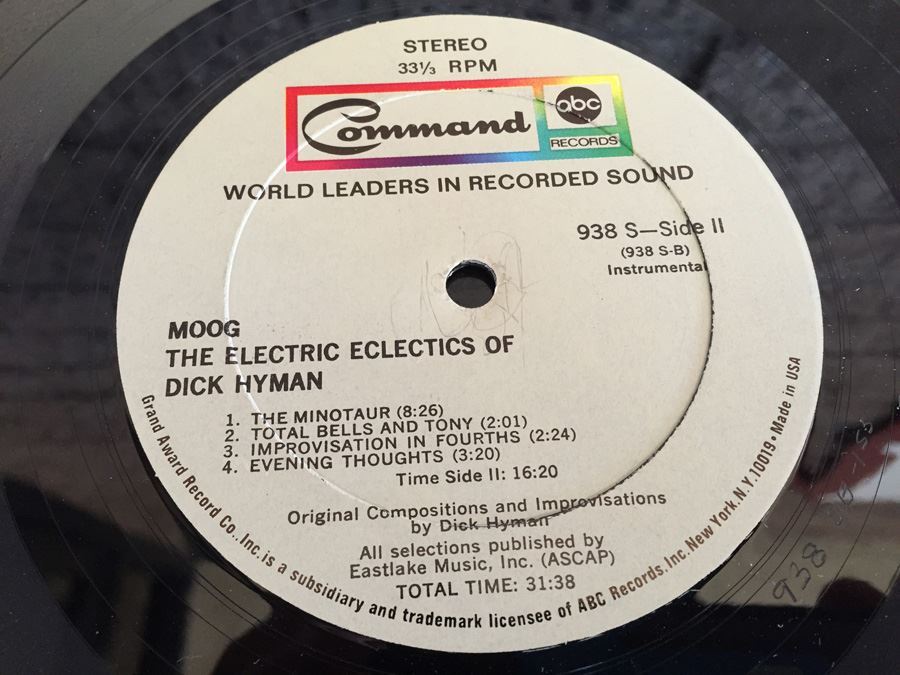 STEREO
33⅓ RPM
Command
abc
RECORDS
WORLD LEADERS IN RECORDED SOUND
938 S—Side II
(938 S-B)
Instrumental
MOOG
THE ELECTRIC ECLECTICS OF
DICK HYMAN
1. THE MINOTAUR (8:26)
2. TOTAL BELLS AND TONY (2:01)
3. IMPROVISATION IN FOURTHS (2:24)
4. EVENING THOUGHTS (3:20)
Time Side II: 16:20
Original Compositions and Improvisations
by Dick Hyman
All selections published by
Eastlake Music, Inc. (ASCAP)
TOTAL TIME: 31:38
Grand Award Record Co., Inc. is a subsidiary and trademark licensee of ABC Records, Inc. New York, N.Y. 10019 • Made in USA
938